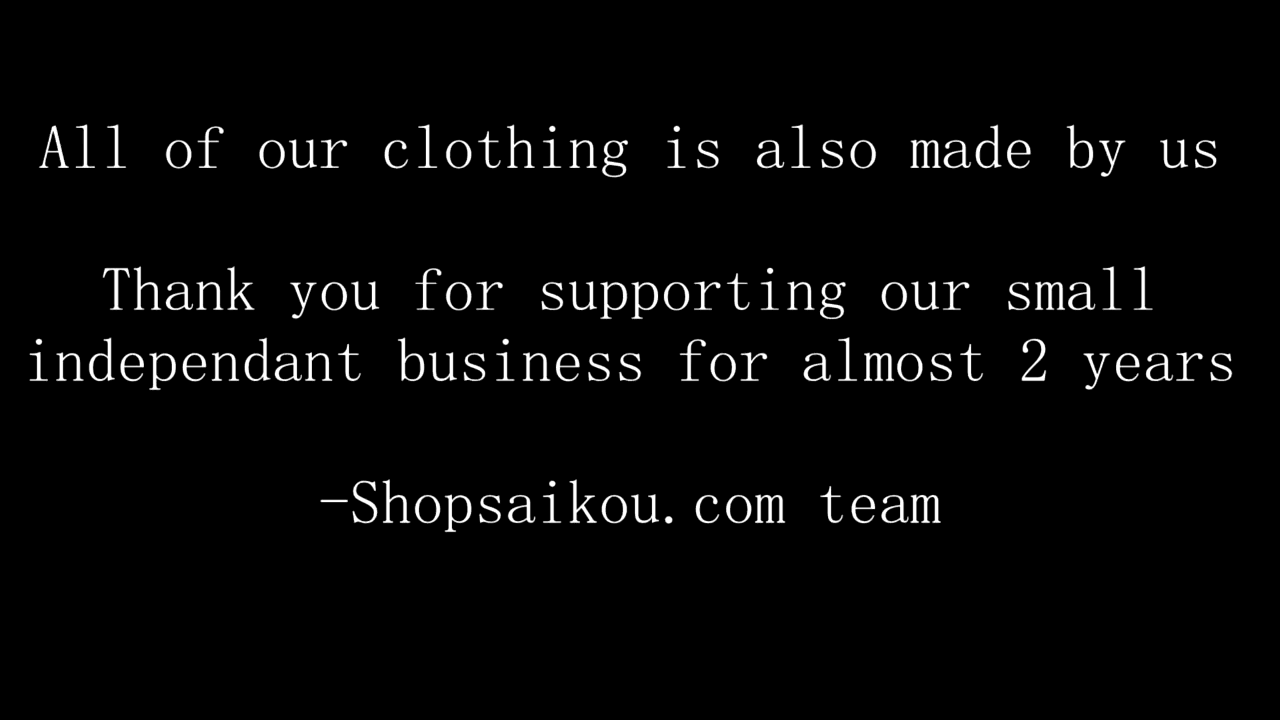 All of our clothing is also made by us
Thank you for supporting our small
independant business for almost 2 years
-Shopsaikou.com team